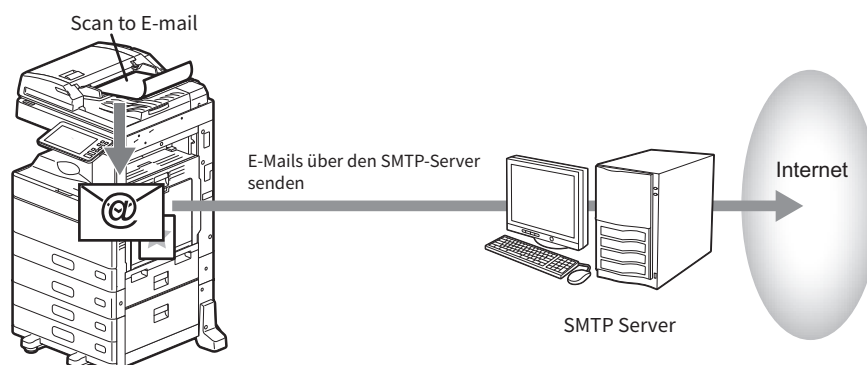 Scan to E-mail
E-Mails über den SMTP-Server
senden
Internet
@
SMTP Server